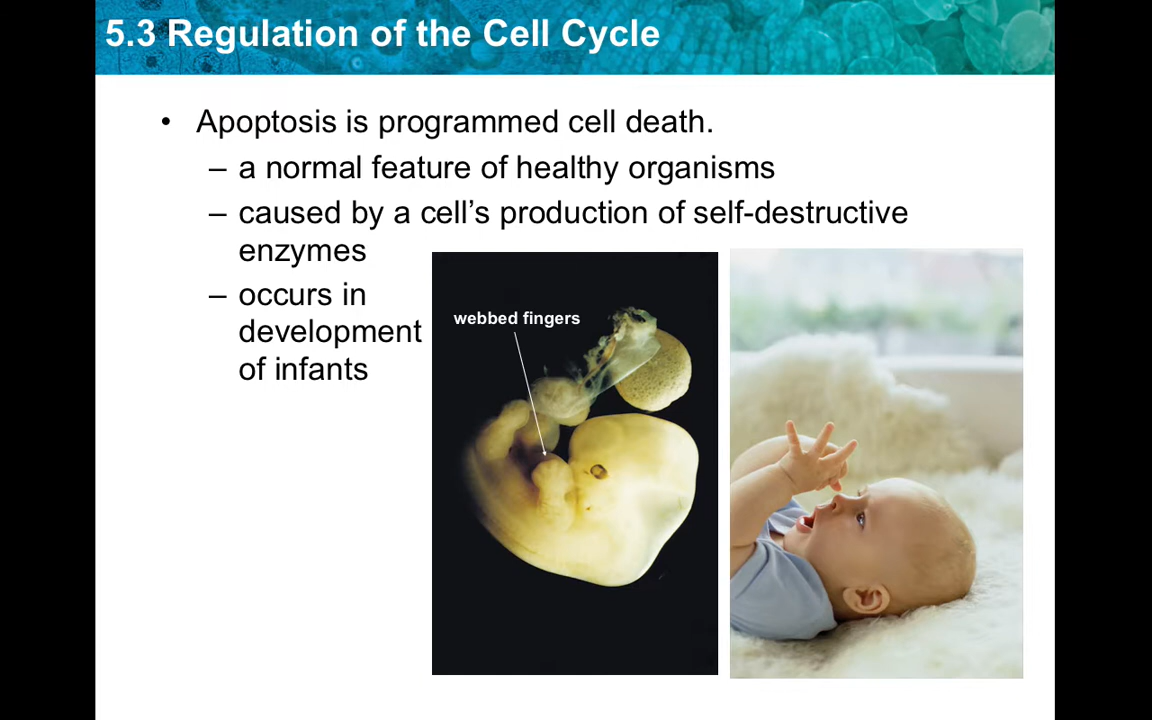 5.3 Regulation of the Cell Cycle
• Apoptosis is programmed cell death.
– a normal feature of healthy organisms
– caused by a cell’s production of self-destructive
enzymes
– occurs in
development
of infants
webbed fingers